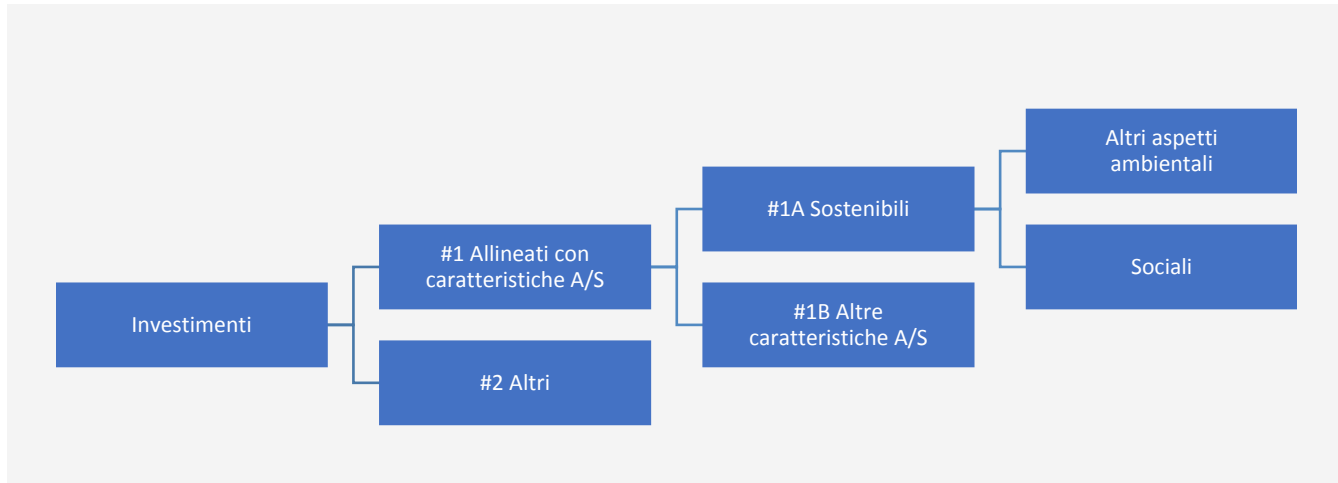 Investimenti
#1 Allineati con
caratteristiche A/S
#2 Altri
#1A Sostenibili
#1B Altre
caratteristiche A/S
Altri aspetti
ambientali
Sociali